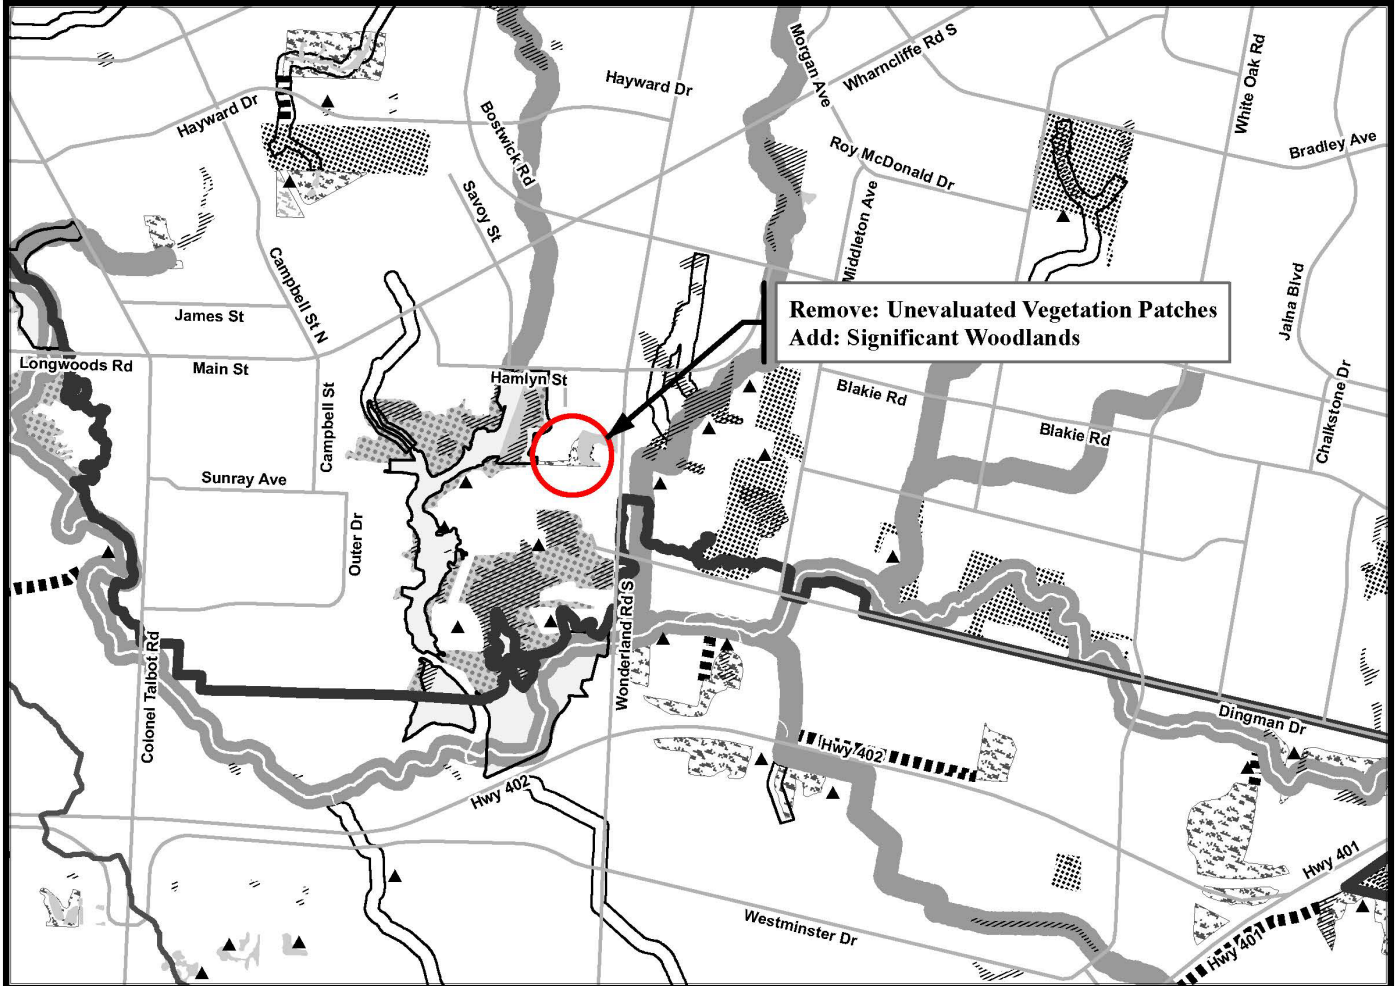 Hayward Dr
Hayward Dr
Bostwick Rd
Savoy St
Morgan Ave
Wharncliffe Rd S
White Oak Rd
Bradley Ave
Roy McDonald Dr
Middleton Ave
Jalna Blvd
Campbell St N
James St
Longwoods Rd
Main St
Hamlyn St
Remove: Unevaluated Vegetation Patches
Add: Significant Woodlands
Blakie Rd
Blakie Rd
Chalkstone Dr
Campbell St
Sunray Ave
Outer Dr
Colonel Talbot Rd
Wonderland Rd S
Dingman Dr
Hwy 402
Hwy 402
Hwy 401
Hwy 401
Westminster Dr